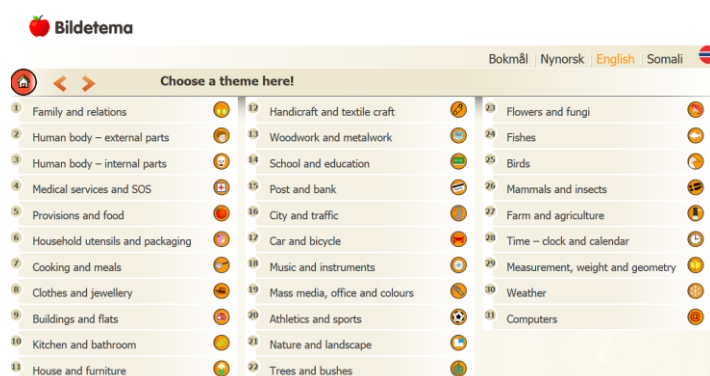 Bildetema
Bokmål Nynorsk English Somali
Choose a theme here!
1 Family and relations
2 Human body – external parts
3 Human body – internal parts
4 Medical services and SOS
5 Provisions and food
6 Household utensils and packaging
7 Cooking and meals
8 Clothes and jewellery
9 Buildings and flats
10 Kitchen and bathroom
11 House and furniture
12 Handicraft and textile craft
13 Woodwork and metalwork
14 School and education
15 Post and bank
16 City and traffic
17 Car and bicycle
18 Music and instruments
19 Mass media, office and colours
20 Athletics and sports
21 Nature and landscape
22 Trees and bushes
23 Flowers and fungi
24 Fishes
25 Birds
26 Mammals and insects
27 Farm and agriculture
28 Time – clock and calendar
29 Measurement, weight and geometry
30 Weather
31 Computers